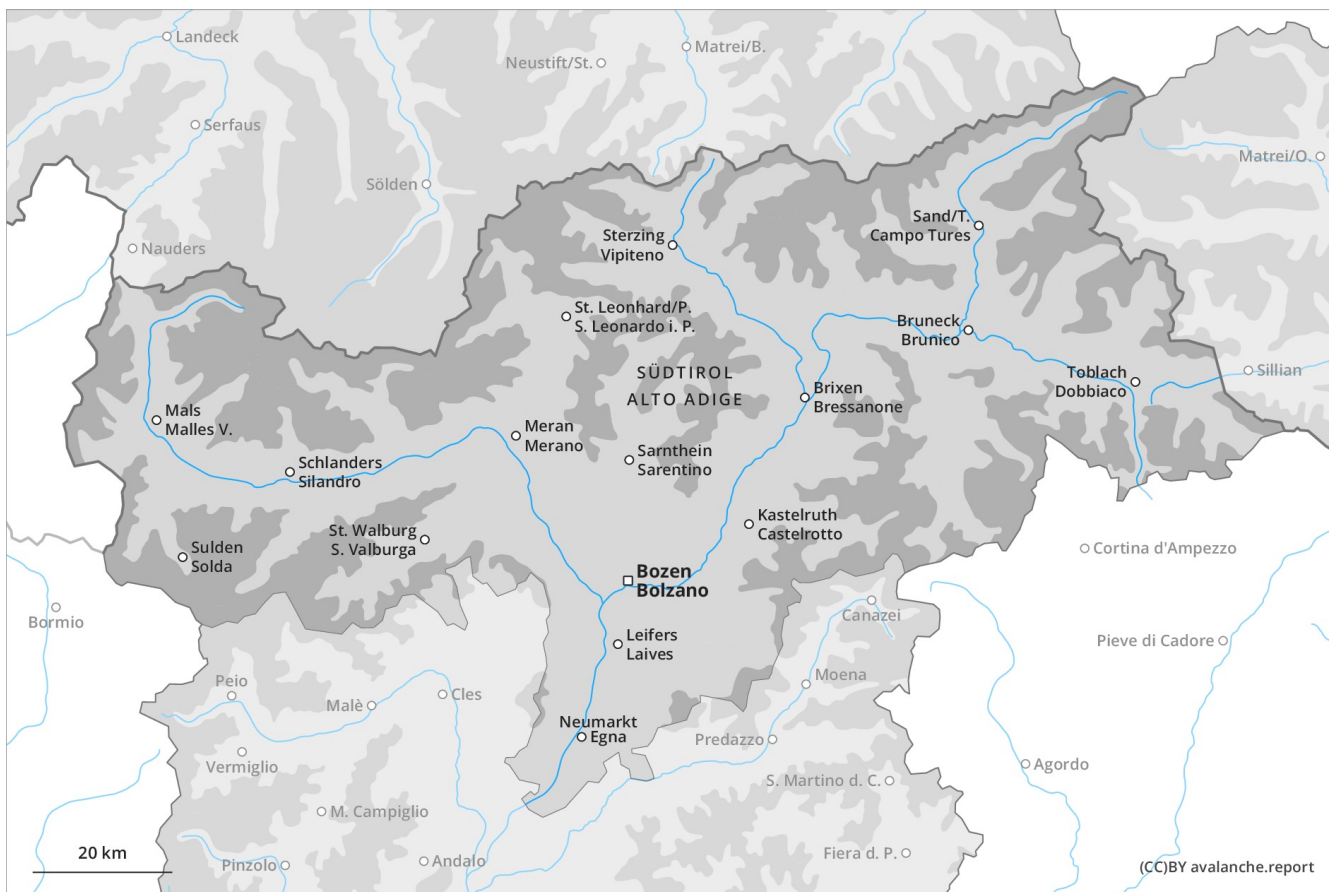 Landeck
Matrei/B.
Neustift/St.
Serfaus
Matrei/O.
Sölden
Sand/T.
Campo Tures
Sterzing
Vipiteno
Nauders
St. Leonhard/P.
S. Leonardo i. P.
Bruneck
Brunico
SÜDTIROL
ALTO ADIGE
Toblach
Dobbiaco
Sillian
Brixen
Bressanone
Mals
Malles V.
Meran
Merano
Sarnthein
Sarentino
Schlanders
Silandro
Kastelruth
Castelrotto
St. Walburg
S. Valburga
Sulden
Solda
Cortina d'Ampezzo
Bozen
Bolzano
Bormio
Canazei
Leifers
Laives
Pieve di Cadore
Peio
Moena
Malè
Cles
Neumarkt
Egna
Predazzo
Vermiglio
Agordo
S. Martino d. C.
M. Campiglio
20 km
Pinzolo
Andalo
Fiera d. P.
(CC)BY avalanche.report